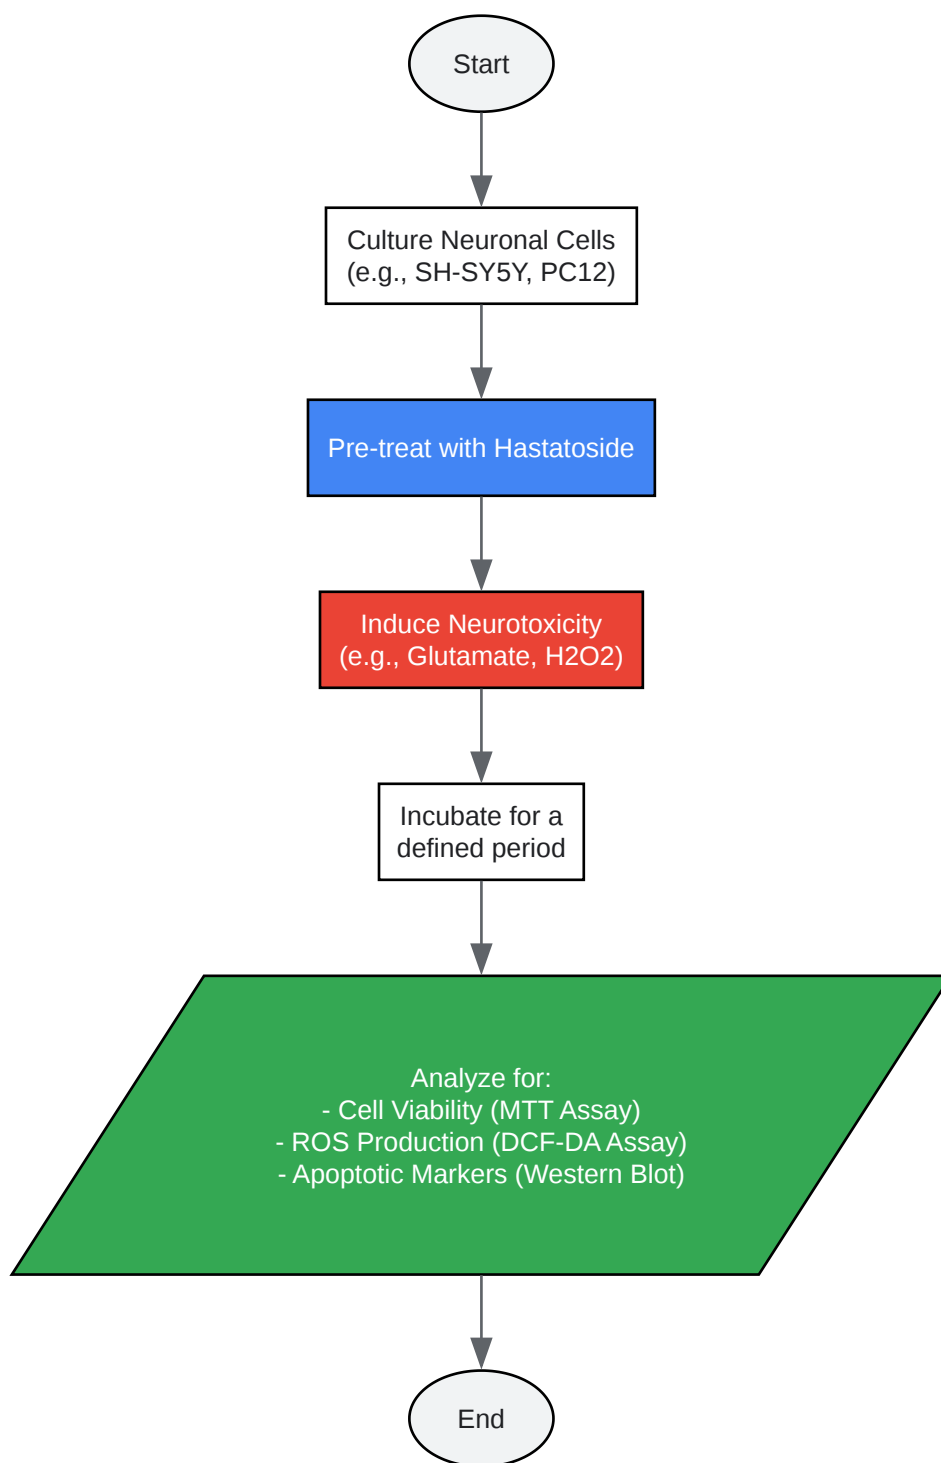 Start
Culture Neuronal Cells
(e.g., SH-SY5Y, PC12)
Pre-treat with Hastatoside
Induce Neurotoxicity
(e.g., Glutamate, H2O2)
Incubate for a
defined period
Analyze for:
- Cell Viability (MTT Assay)
- ROS Production (DCF-DA Assay)
- Apoptotic Markers (Western Blot)
End